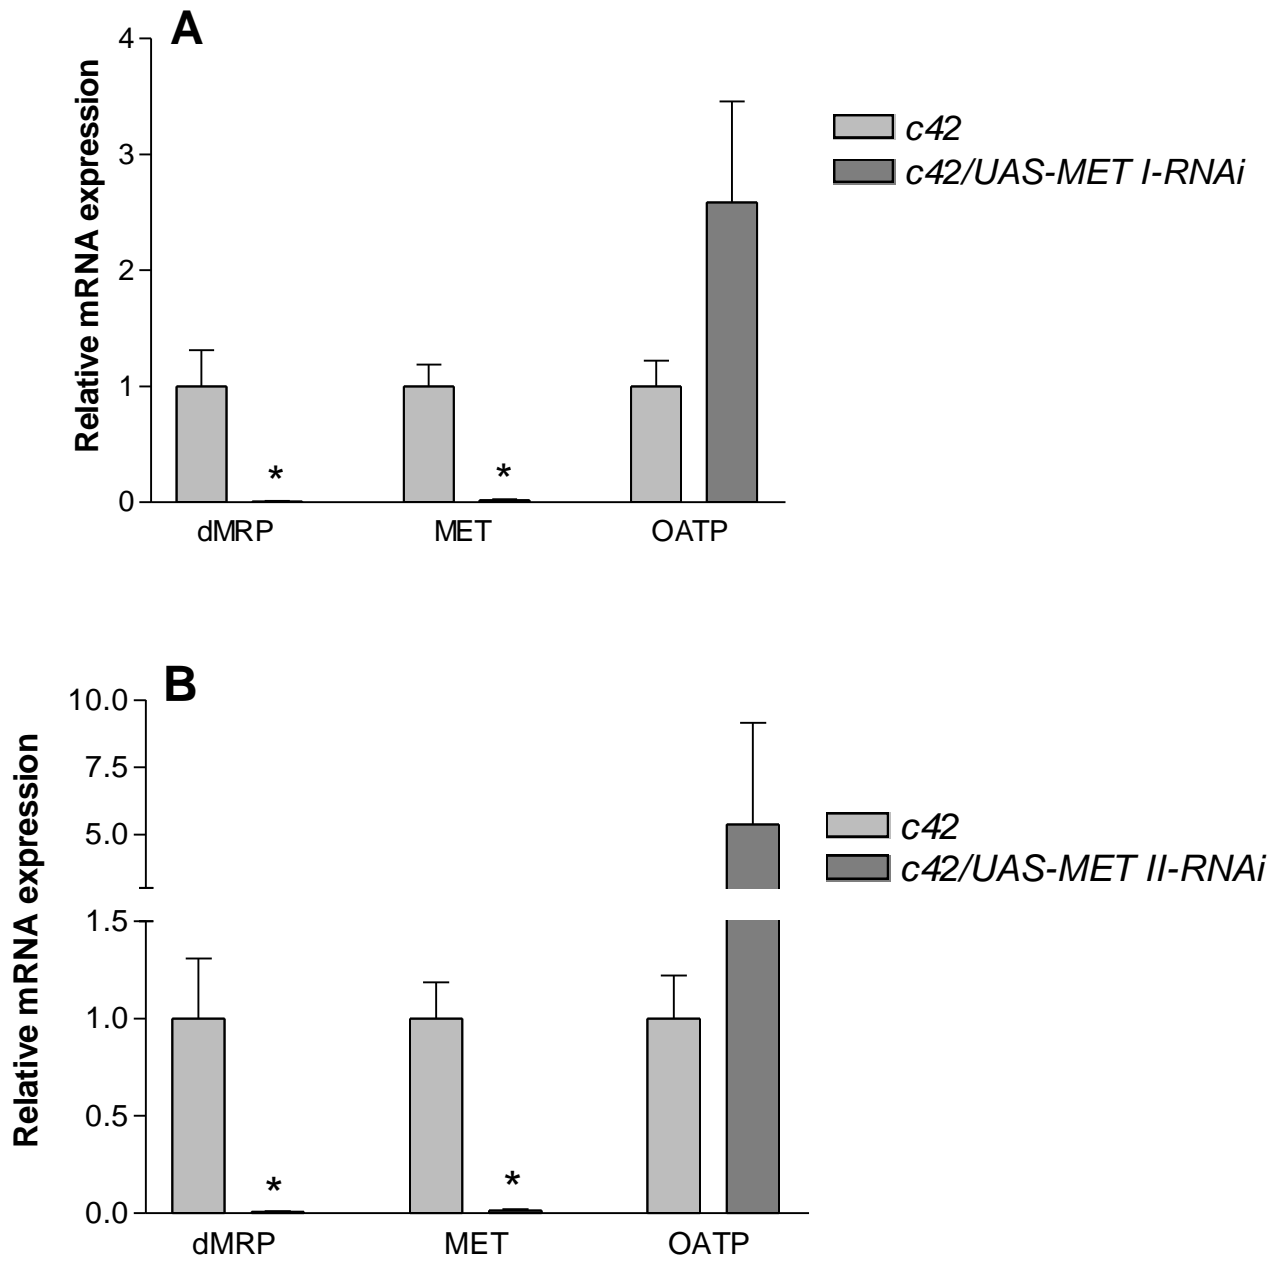 A
Relative mRNA expression
4
3
2
1
0
*
*
dMRP MET OATP
c42
c42/UAS-MET I-RNAi
B
Relative mRNA expression
10.0
7.5
5.0
1.5
1.0
0.5
0.0
*
*
dMRP MET OATP
c42
c42/UAS-MET II-RNAi